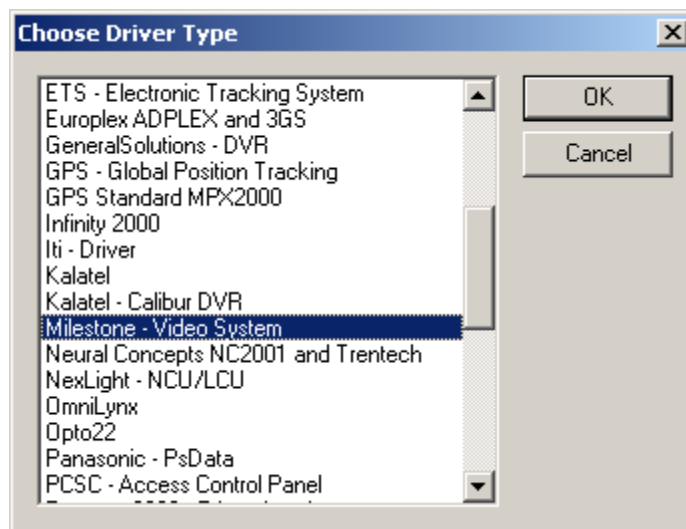 Choose Driver Type
ETS - Electronic Tracking System
Europlex ADPLEX and 3GS
GeneralSolutions - DVR
GPS - Global Position Tracking
GPS Standard MPX2000
Infinity 2000
Iti - Driver
Kalatel
Kalatel - Calibur DVR
Milestone - Video System
Neural Concepts NC2001 and Trentech
NexLight - NCU/LCU
OmniLynx
Opto22
Panasonic - PsData
PCSC - Access Control Panel
OK
Cancel